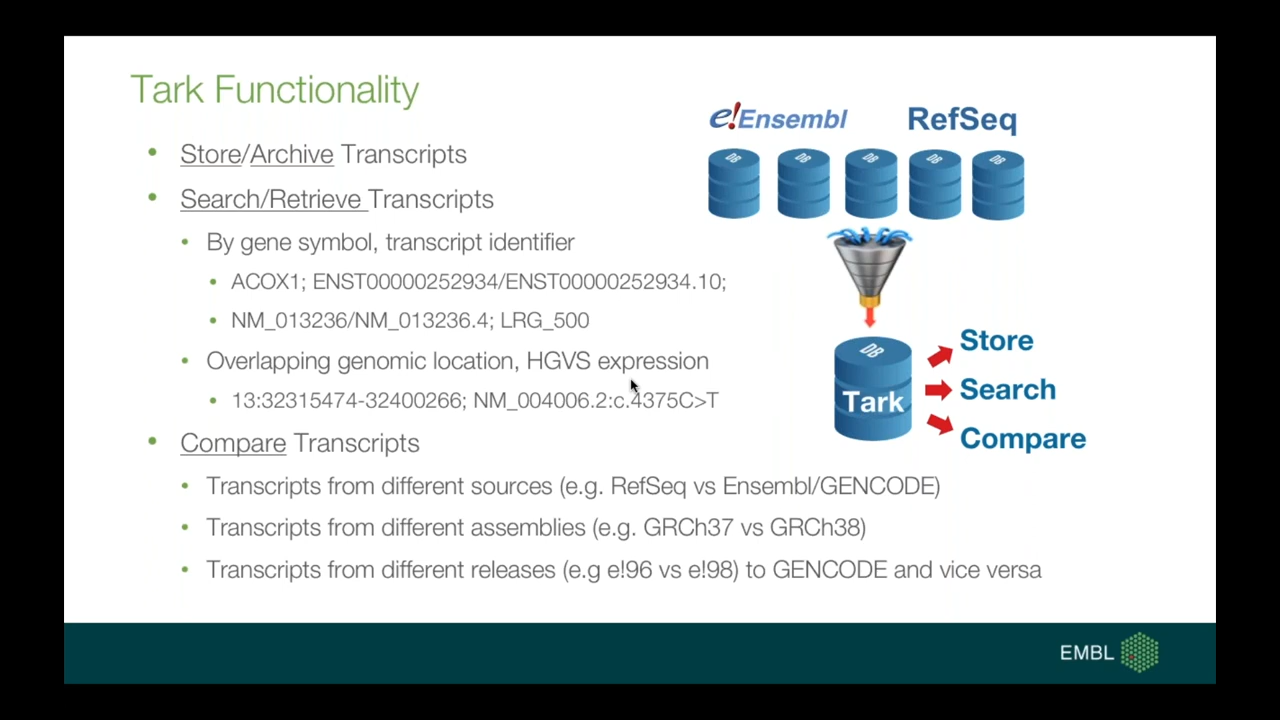 Tark Functionality
• Store/Archive Transcripts
• Search/Retrieve Transcripts
• By gene symbol, transcript identifier
• ACOX1; ENST00000252934/ENST00000252934.10;
• NM_013236/NM_013236.4; LRG_500
• Overlapping genomic location, HGVS expression
• 13:32315474-32400266; NM_004006.2:c.4375C>T
• Compare Transcripts
• Transcripts from different sources (e.g. RefSeq vs Ensembl/GENCODE)
• Transcripts from different assemblies (e.g. GRCh37 vs GRCh38)
• Transcripts from different releases (e.g e!96 vs e!98) to GENCODE and vice versa
e!Ensembl RefSeq
DB DB DB DB DB
DB
Tark
Store
Search
Compare
EMBL